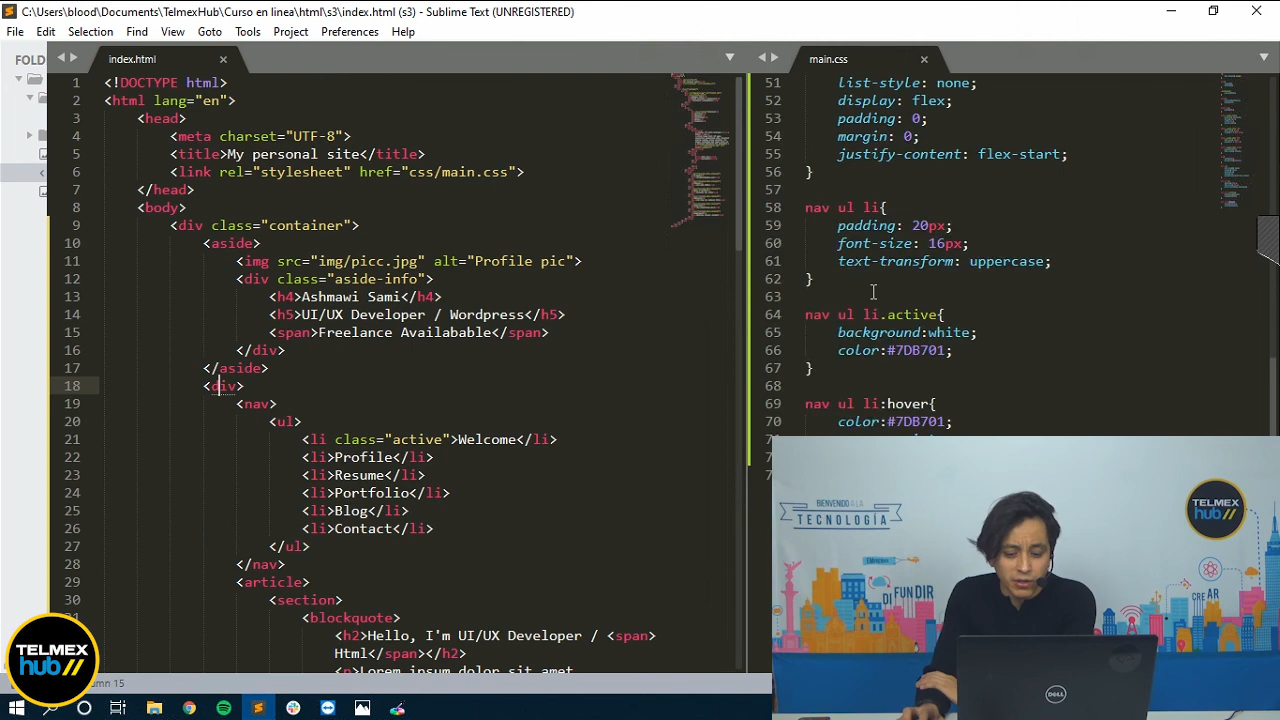 C:\Users\blood\Documents\TelmexHub\Curso en linea\html\s3\index.html (s3) - Sublime Text (UNREGISTERED)
File Edit Selection Find View Goto Tools Project Preferences Help
FOLD
index.html
1 <!DOCTYPE html>
2 <html lang="en">
3 <head>
4 <meta charset="UTF-8">
5 <title>My personal site</title>
6 <link rel="stylesheet" href="css/main.css">
7 </head>
8 <body>
9 <div class="container">
10 <aside>
11 <img src="img/picc.jpg" alt="Profile pic">
12 <div class="aside-info">
13 <h4>Ashmawi Sami</h4>
14 <h5>UI/UX Developer / Wordpress</h5>
15 <span>Freelance Availabable</span>
16 </div>
17 </aside>
18 <div>
19 <nav>
20 <ul>
21 <li class="active">Welcome</li>
22 <li>Profile</li>
23 <li>Resume</li>
24 <li>Portfolio</li>
25 <li>Blog</li>
26 <li>Contact</li>
27 </ul>
28 </nav>
29 <article>
30 <section>
<blockquote>
<h2>Hello, I'm UI/UX Developer / <span>
Html</span></h2>
<p>Lorem ipsum dolor sit amet
main.css
51 list-style: none;
52 display: flex;
53 padding: 0;
54 margin: 0;
55 justify-content: flex-start;
56 }
57
58 nav ul li{
59 padding: 20px;
60 font-size: 16px;
61 text-transform: uppercase;
62 }
63
64 nav ul li.active{
65 background:white;
66 color:#7DB701;
67 }
68
69 nav ul li:hover{
70 color:#7DB701;
BIENVENIDO A LA
TECNOLOGÍA
TELMEX
hub//
DIFUNDIR
CREAR
DELL
TELMEX
hub//
mn 15